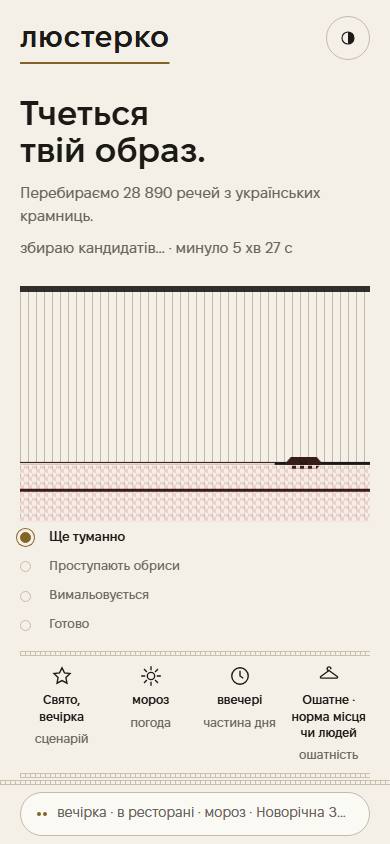 люстерко
Тчеться
твій образ.
Перебираємо 28 890 речей з українських
крамниць.
збираю кандидатів... · минуло 5 хв 27 с
Ще туманно
Проступають обриси
Вимальовується
Готово
Свято,
вечірка
сценарій
мороз
погода
ввечері
частина дня
Ошатне ·
норма місця
чи людей
ошатність
вечірка · в ресторані · мороз · Новорічна З...